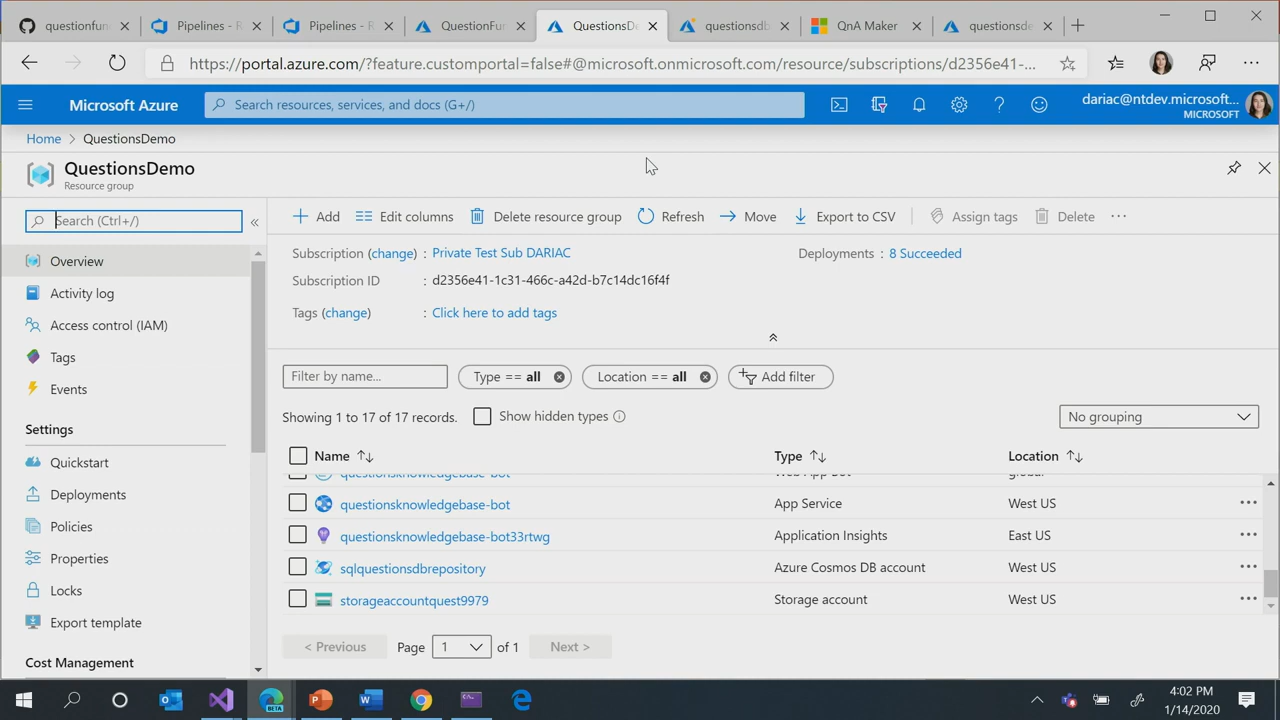 questionfun
Pipelines - R
Pipelines - R
QuestionFu
QuestionsDe
questionsdb
QnA Maker
questionsde
https://portal.azure.com/?feature.customportal=false#@microsoft.onmicrosoft.com/resource/subscriptions/d2356e41-...
Microsoft Azure
Search resources, services, and docs (G+/)
dariac@ntdev.microsoft...
MICROSOFT
Home > QuestionsDemo
QuestionsDemo
Resource group
Search (Ctrl+/)
Overview
Activity log
Access control (IAM)
Tags
Events
Settings
Quickstart
Deployments
Policies
Properties
Locks
Export template
Cost Management
Add
Edit columns
Delete resource group
Refresh
Move
Export to CSV
Assign tags
Delete
Subscription (change) : Private Test Sub DARIAC
Deployments : 8 Succeeded
Subscription ID : d2356e41-1c31-466c-a42d-b7c14dc16f4f
Tags (change) : Click here to add tags
Filter by name...
Type == all
Location == all
Add filter
Showing 1 to 17 of 17 records.
Show hidden types
No grouping
Name Type Location
questionsknowledgebase-bot Web App Bot global
questionsknowledgebase-bot App Service West US
questionsknowledgebase-bot33rtwg Application Insights East US
sqlquestionsdbrepository Azure Cosmos DB account West US
storageaccountquest9979 Storage account West US
< Previous
Page 1 of 1
Next >
BETA
4:02 PM
1/14/2020